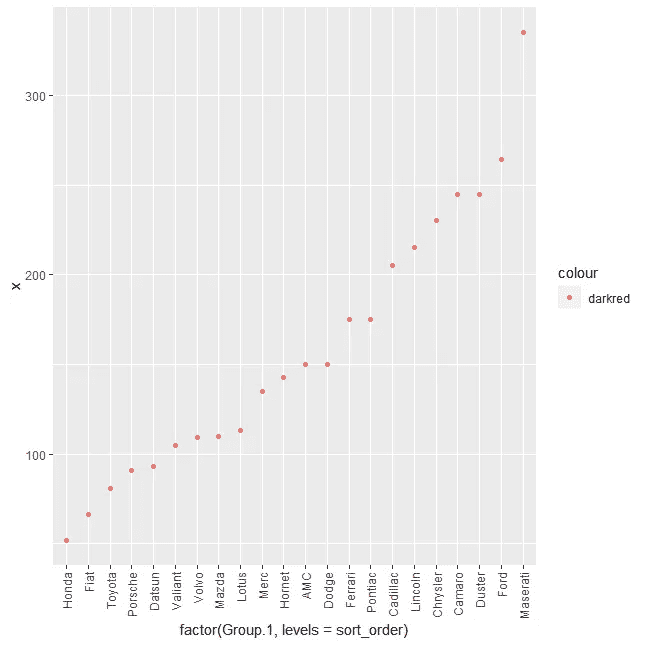 300
200
100
x
Honda
Fiat
Toyota
Porsche
Datsun
Valiant
Volvo
Mazda
Lotus
Merc
Hornet
AMC
Dodge
Ferrari
Pontiac
Cadillac
Lincoln
Chrysler
Camaro
Duster
Ford
Maserati
factor(Group.1, levels = sort_order)
colour
darkred